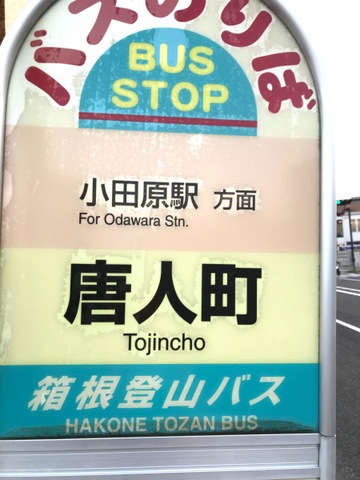 バスのりば
BUS
STOP
小田原駅 方面
For Odawara Stn.
唐人町
Tojincho
箱根登山バス
HAKONE TOZAN BUS